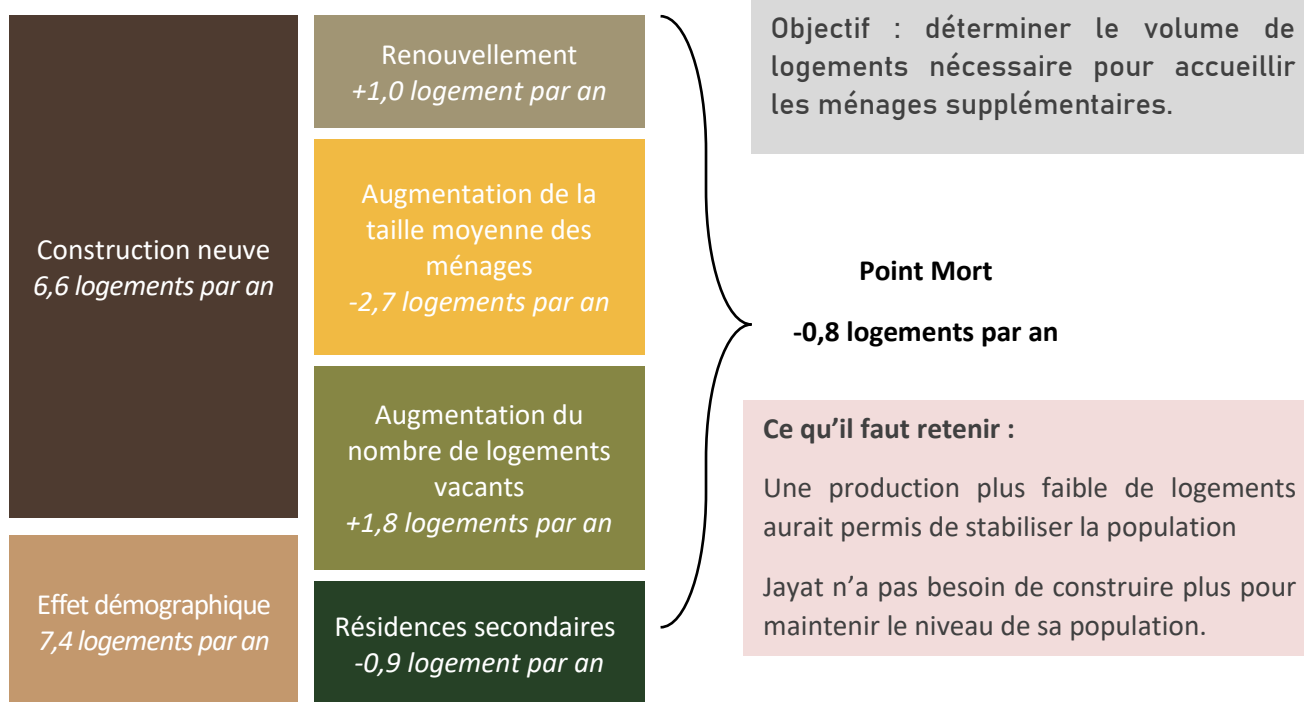 Construction neuve
6,6 logements par an
Effet démographique
7,4 logements par an
Renouvellement
+1,0 logement par an
Augmentation de la
taille moyenne des
ménages
-2,7 logements par an
Augmentation du
nombre de logements
vacants
+1,8 logements par an
Résidences secondaires
-0,9 logement par an
Objectif : déterminer le volume de
logements nécessaire pour accueillir
les ménages supplémentaires.
Point Mort
-0,8 logements par an
Ce qu'il faut retenir :
Une production plus faible de logements
aurait permis de stabiliser la population
Jayat n'a pas besoin de construire plus pour
maintenir le niveau de sa population.